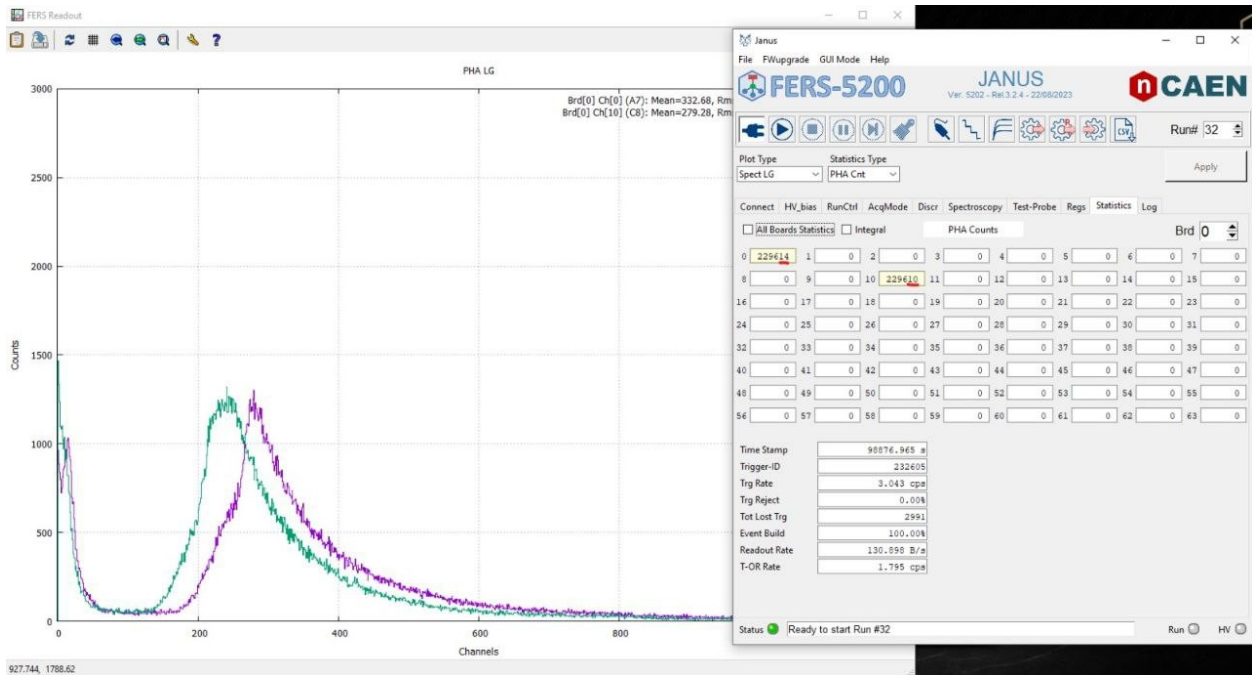 FERS Readout
PHA LG
Brd[0] Ch[0] (A7): Mean=332.68, Rm
Brd[0] Ch[10] (C8): Mean=279.28, Rm
3000
2500
2000
1500
1000
500
0
Counts
0 200 400 600 800
Channels
927.744, 1788.62
Janus
File FWupgrade GUI Mode Help
FERS-5200
JANUS
Ver. 5202 - Rel.3.2.4 - 22/08/2023
n CAEN
CSV
Run# 32
Plot Type Statistics Type
Spect LG PHA Cnt
Apply
Connect HV_bias RunCtrl AcqMode Discr Spectroscopy Test-Probe Regs Statistics Log
All Boards Statistics Integral PHA Counts Brd 0
0 229614 1 0 2 0 3 0 4 0 5 0 6 0 7 0
8 0 9 0 10 229610 11 0 12 0 13 0 14 0 15 0
16 0 17 0 18 0 19 0 20 0 21 0 22 0 23 0
24 0 25 0 26 0 27 0 28 0 29 0 30 0 31 0
32 0 33 0 34 0 35 0 36 0 37 0 38 0 39 0
40 0 41 0 42 0 43 0 44 0 45 0 46 0 47 0
48 0 49 0 50 0 51 0 52 0 53 0 54 0 55 0
56 0 57 0 58 0 59 0 60 0 61 0 62 0 63 0
Time Stamp 98876.965 s
Trigger-ID 232605
Trg Rate 3.043 cps
Trg Reject 0.00%
Tot Lost Trg 2991
Event Build 100.00%
Readout Rate 130.898 B/s
T-OR Rate 1.795 cps
Status Ready to start Run #32 Run HV